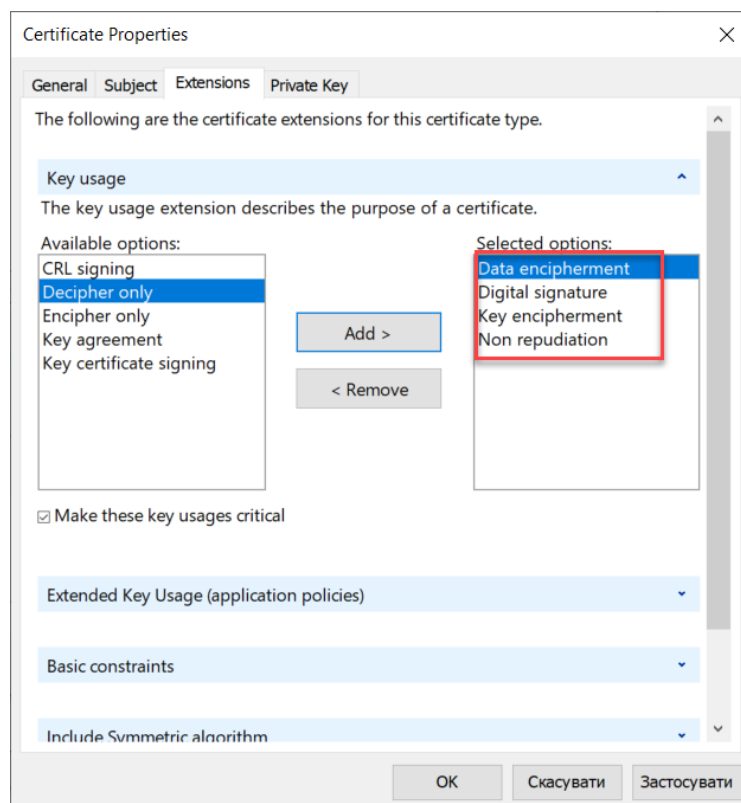 Certificate Properties
General Subject Extensions Private Key
The following are the certificate extensions for this certificate type.
Key usage
The key usage extension describes the purpose of a certificate.
Available options:
CRL signing
Decipher only
Encipher only
Key agreement
Key certificate signing
Add >
< Remove
Selected options:
Data encipherment
Digital signature
Key encipherment
Non repudiation
Make these key usages critical
Extended Key Usage (application policies)
Basic constraints
Include Symmetric algorithm
OK Скасувати Застосувати